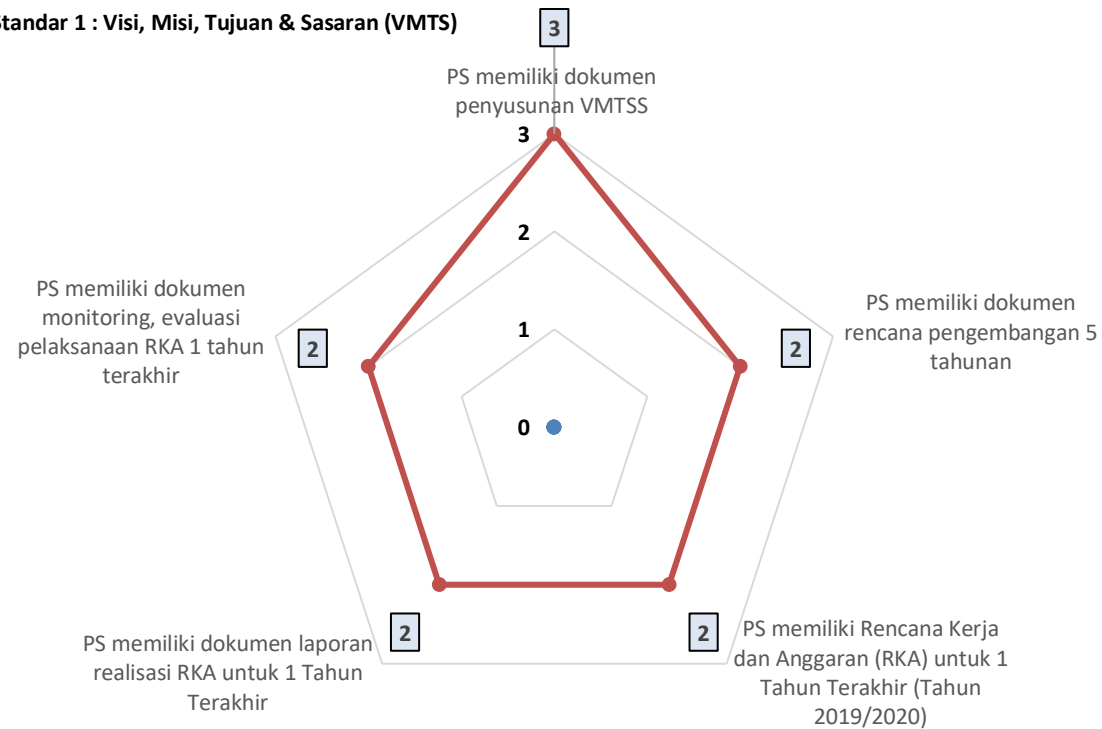 Standar 1 : Visi, Misi, Tujuan & Sasaran (VMTS)
3
PS memiliki dokumen
penyusunan VMTSS
3
2
1
0
PS memiliki dokumen
rencana pengembangan 5
tahunan
2
PS memiliki Rencana Kerja
dan Anggaran (RKA) untuk 1
Tahun Terakhir (Tahun
2019/2020)
2
PS memiliki dokumen laporan
realisasi RKA untuk 1 Tahun
Terakhir
2
PS memiliki dokumen
monitoring, evaluasi
pelaksanaan RKA 1 tahun
terakhir
2